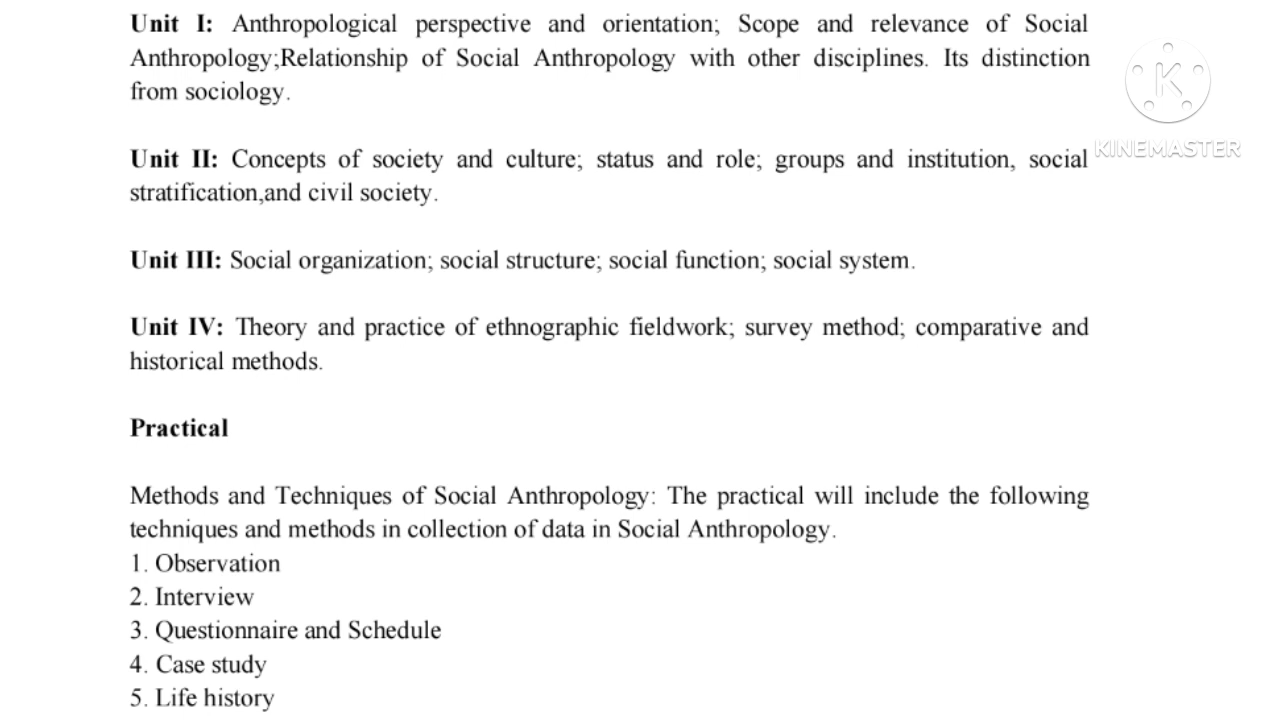 Unit I: Anthropological perspective and orientation; Scope and relevance of Social
Anthropology;Relationship of Social Anthropology with other disciplines. Its distinction
from sociology.
K
KINEMASTER
Unit II: Concepts of society and culture; status and role; groups and institution, social
stratification,and civil society.
Unit III: Social organization; social structure; social function; social system.
Unit IV: Theory and practice of ethnographic fieldwork; survey method; comparative and
historical methods.
Practical
Methods and Techniques of Social Anthropology: The practical will include the following
techniques and methods in collection of data in Social Anthropology.
1. Observation
2. Interview
3. Questionnaire and Schedule
4. Case study
5. Life history